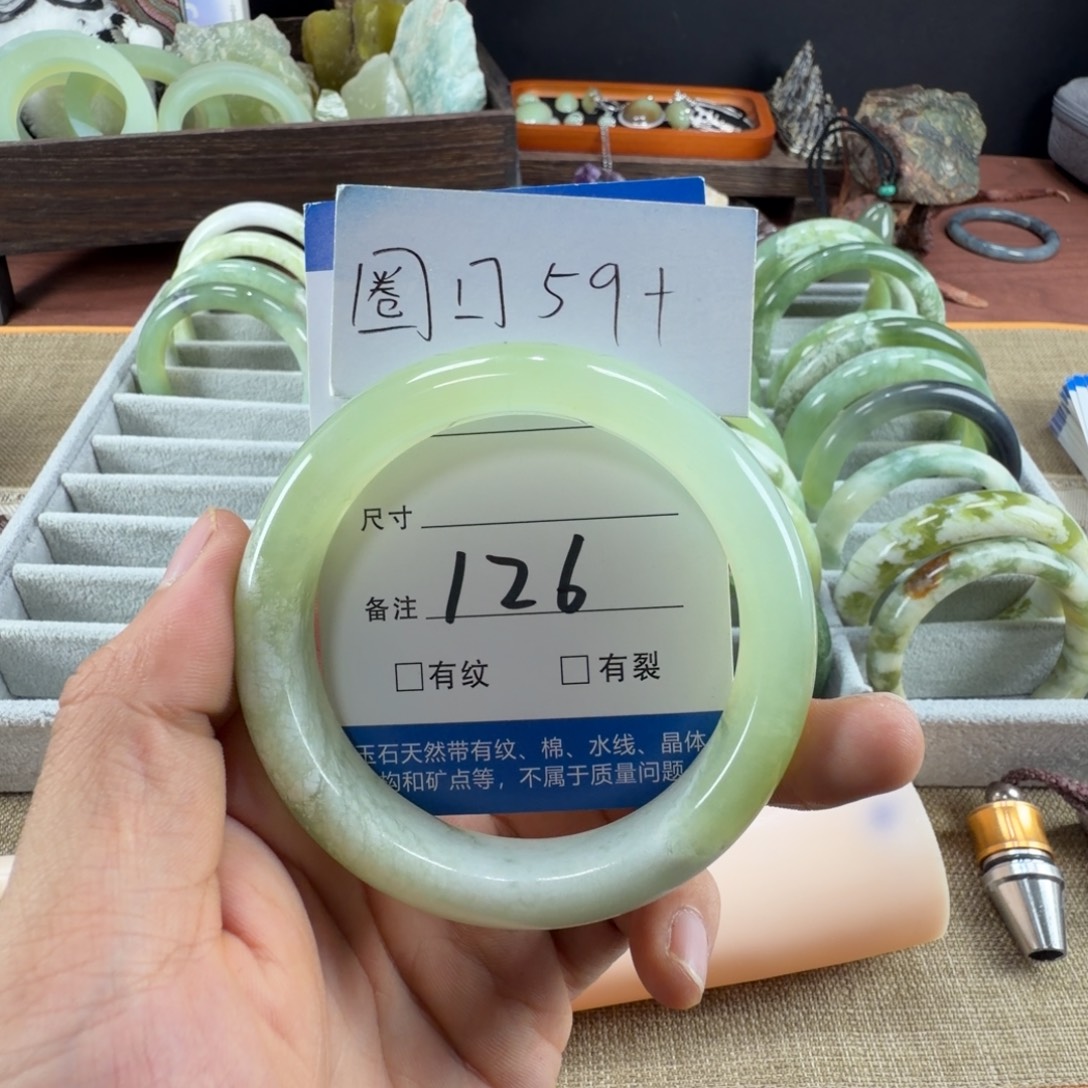 圈口59+
尺寸
备注 126
□有纹 □有裂
玉石天然带有纹、棉、水线、晶体
构和矿点等，不属于质量问题